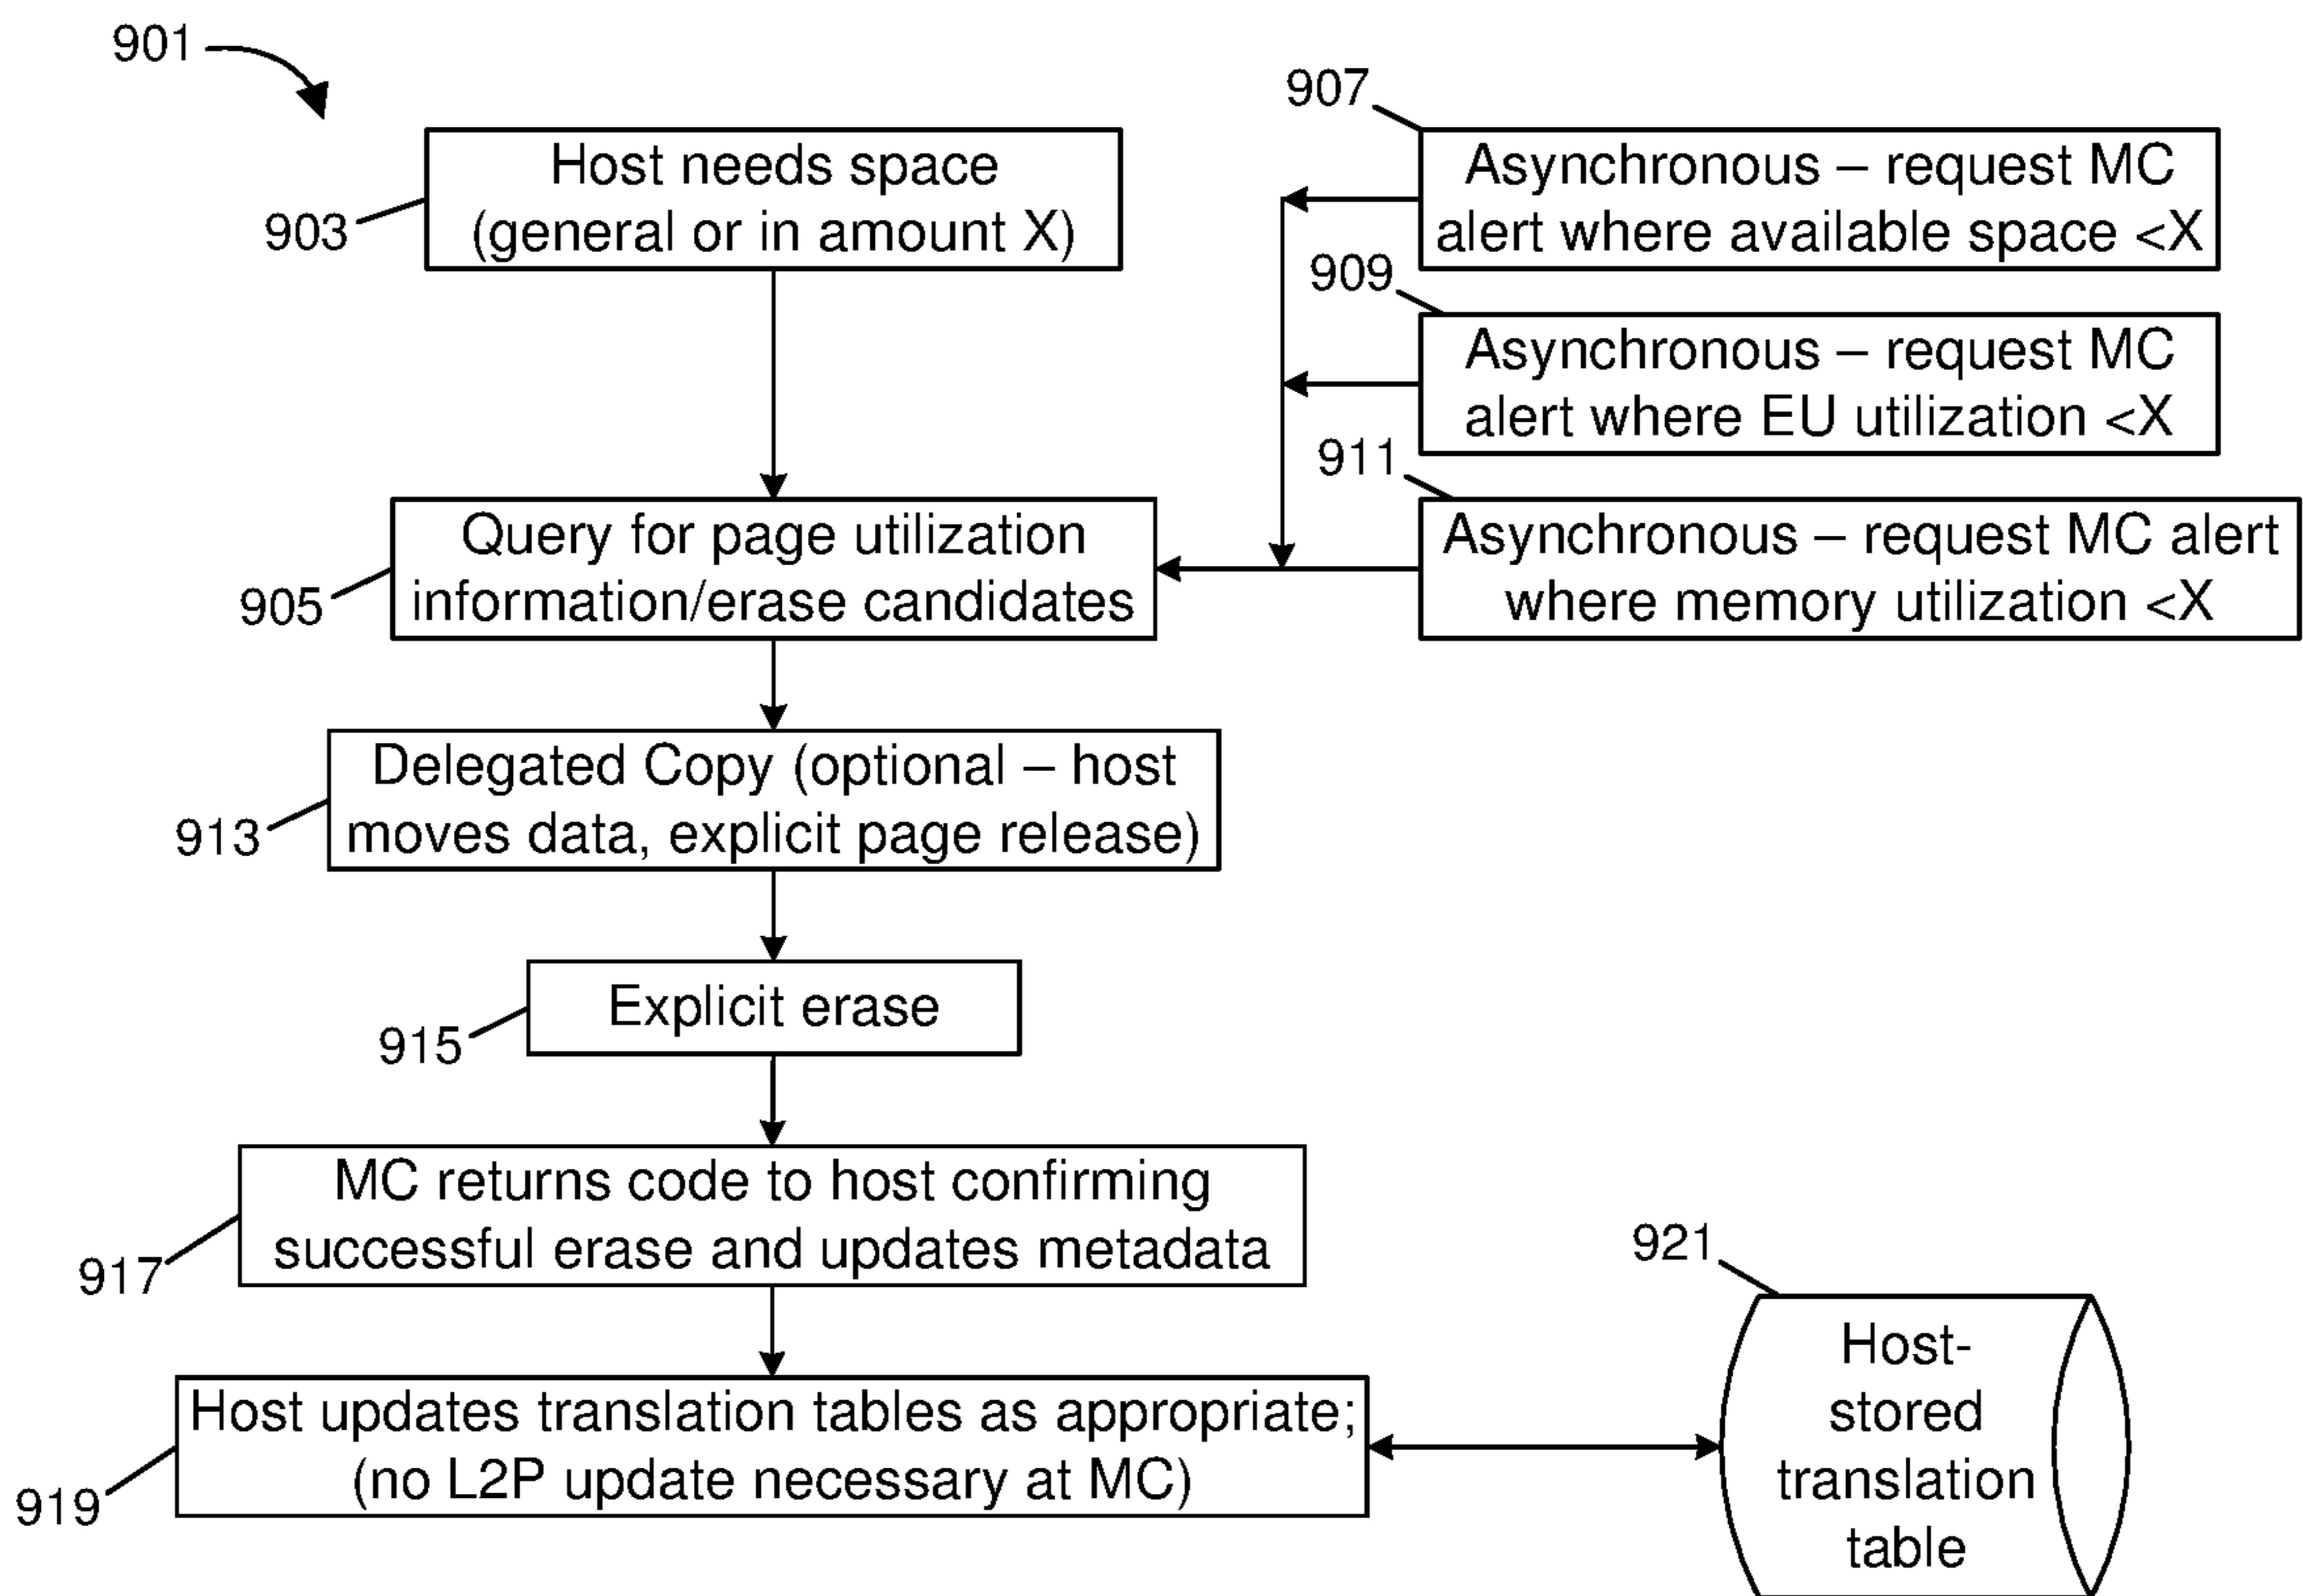 901
903
Host needs space
(general or in amount X)
907
Asynchronous – request MC
alert where available space <X
909
Asynchronous – request MC
alert where EU utilization <X
911
Asynchronous – request MC alert
where memory utilization <X
905
Query for page utilization
information/erase candidates
913
Delegated Copy (optional – host
moves data, explicit page release)
915
Explicit erase
917
MC returns code to host confirming
successful erase and updates metadata
919
Host updates translation tables as appropriate;
(no L2P update necessary at MC)
921
Host-
stored
translation
table